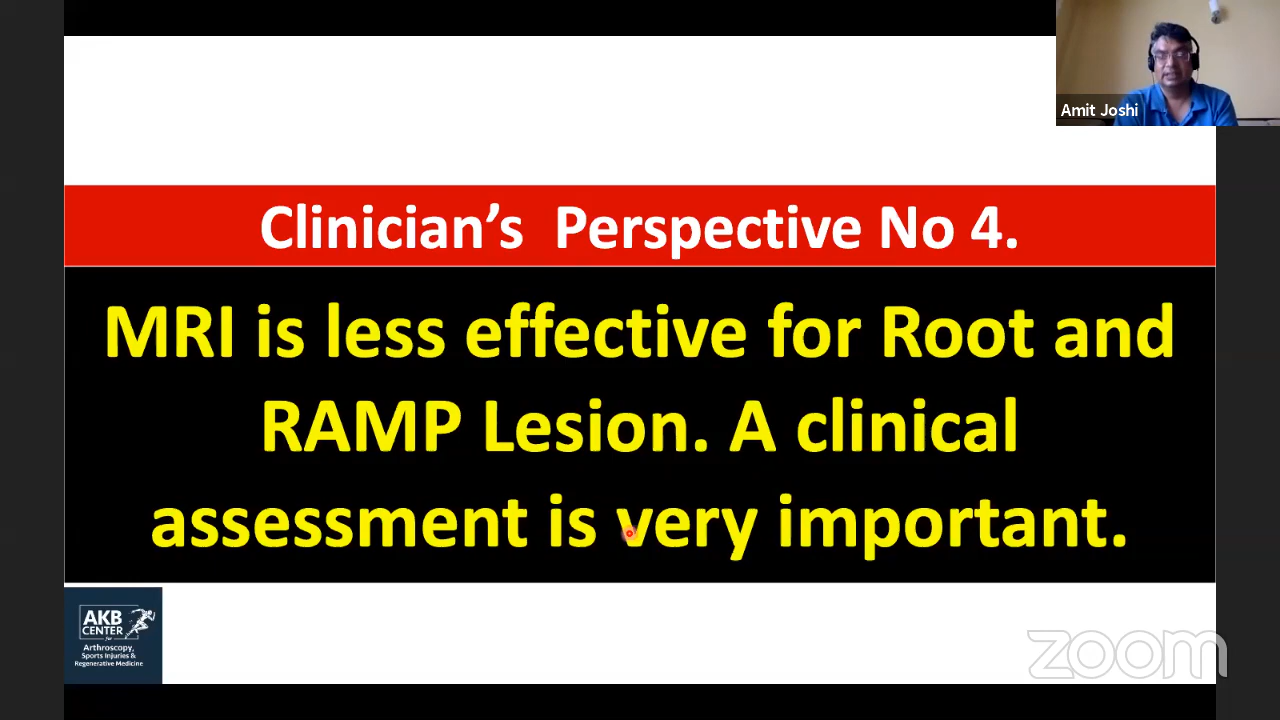 Amit Joshi
Clinician’s  Perspective No 4.
MRI is less effective for Root and
RAMP Lesion. A clinical
assessment is very important.
AKB
CENTER
for
Arthroscopy,
Sports Injuries &
Regenerative Medicine
zoom